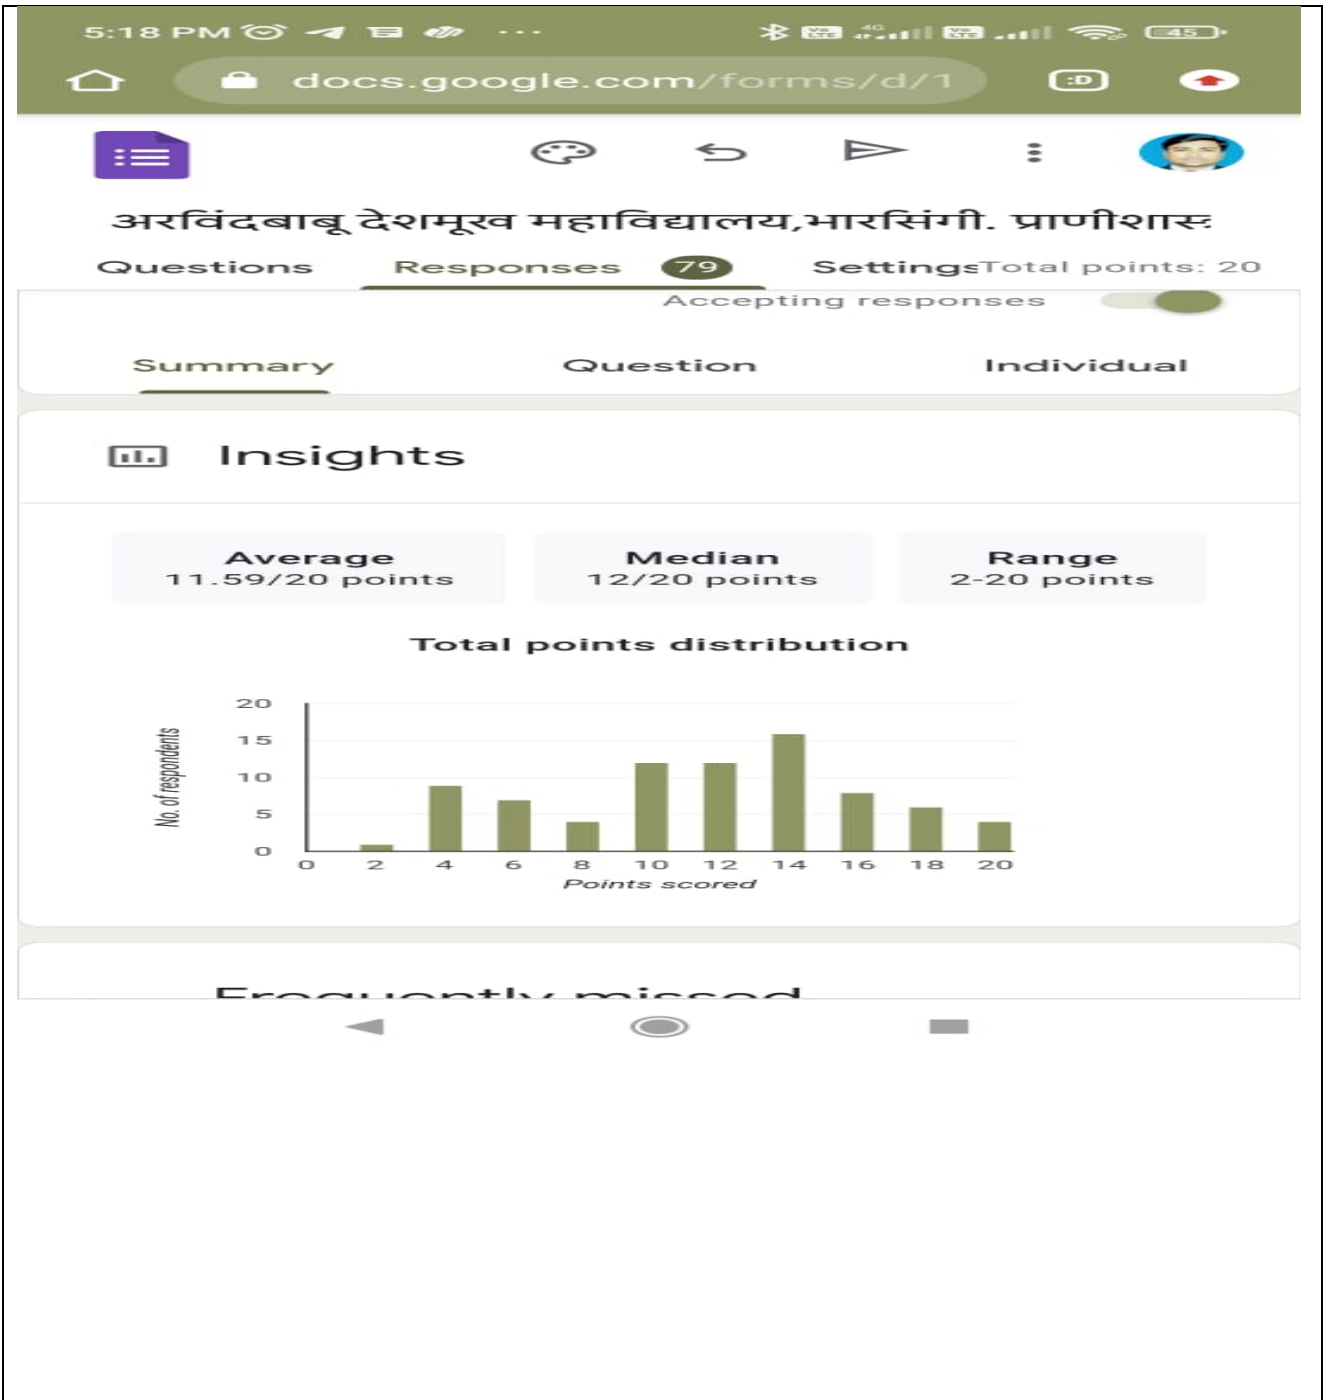 5:18 PM ... 45
docs.google.com/forms/d/1 :D
अरविंदबाबू देशमूख महाविद्यालय,भारसिंगी. प्राणीशास्
Questions Responses 79 Settings Total points: 20
Accepting responses
Summary Question Individual
Insights
Average Median Range
11.59/20 points 12/20 points 2-20 points
Total points distribution
No. of respondents
20
15
10
5
0
0 2 4 6 8 10 12 14 16 18 20
Points scored
Frequently missed